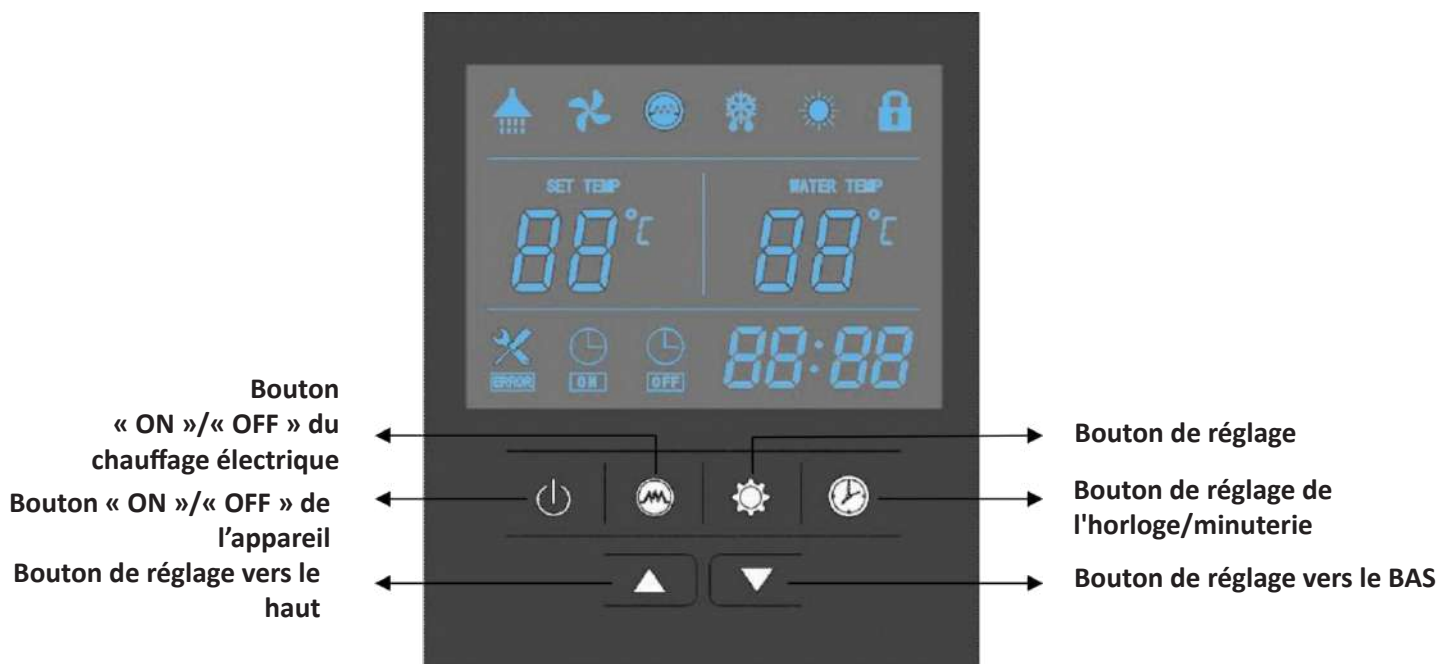 SET TEMP
WATER TEMP
88°C
88°C
ERROR
ON
OFF
88:88
Bouton
« ON »/« OFF » du
chauffage électrique
Bouton « ON »/« OFF » de
l’appareil
Bouton de réglage vers le
haut
Bouton de réglage
Bouton de réglage de
l'horloge/minuterie
Bouton de réglage vers le BAS